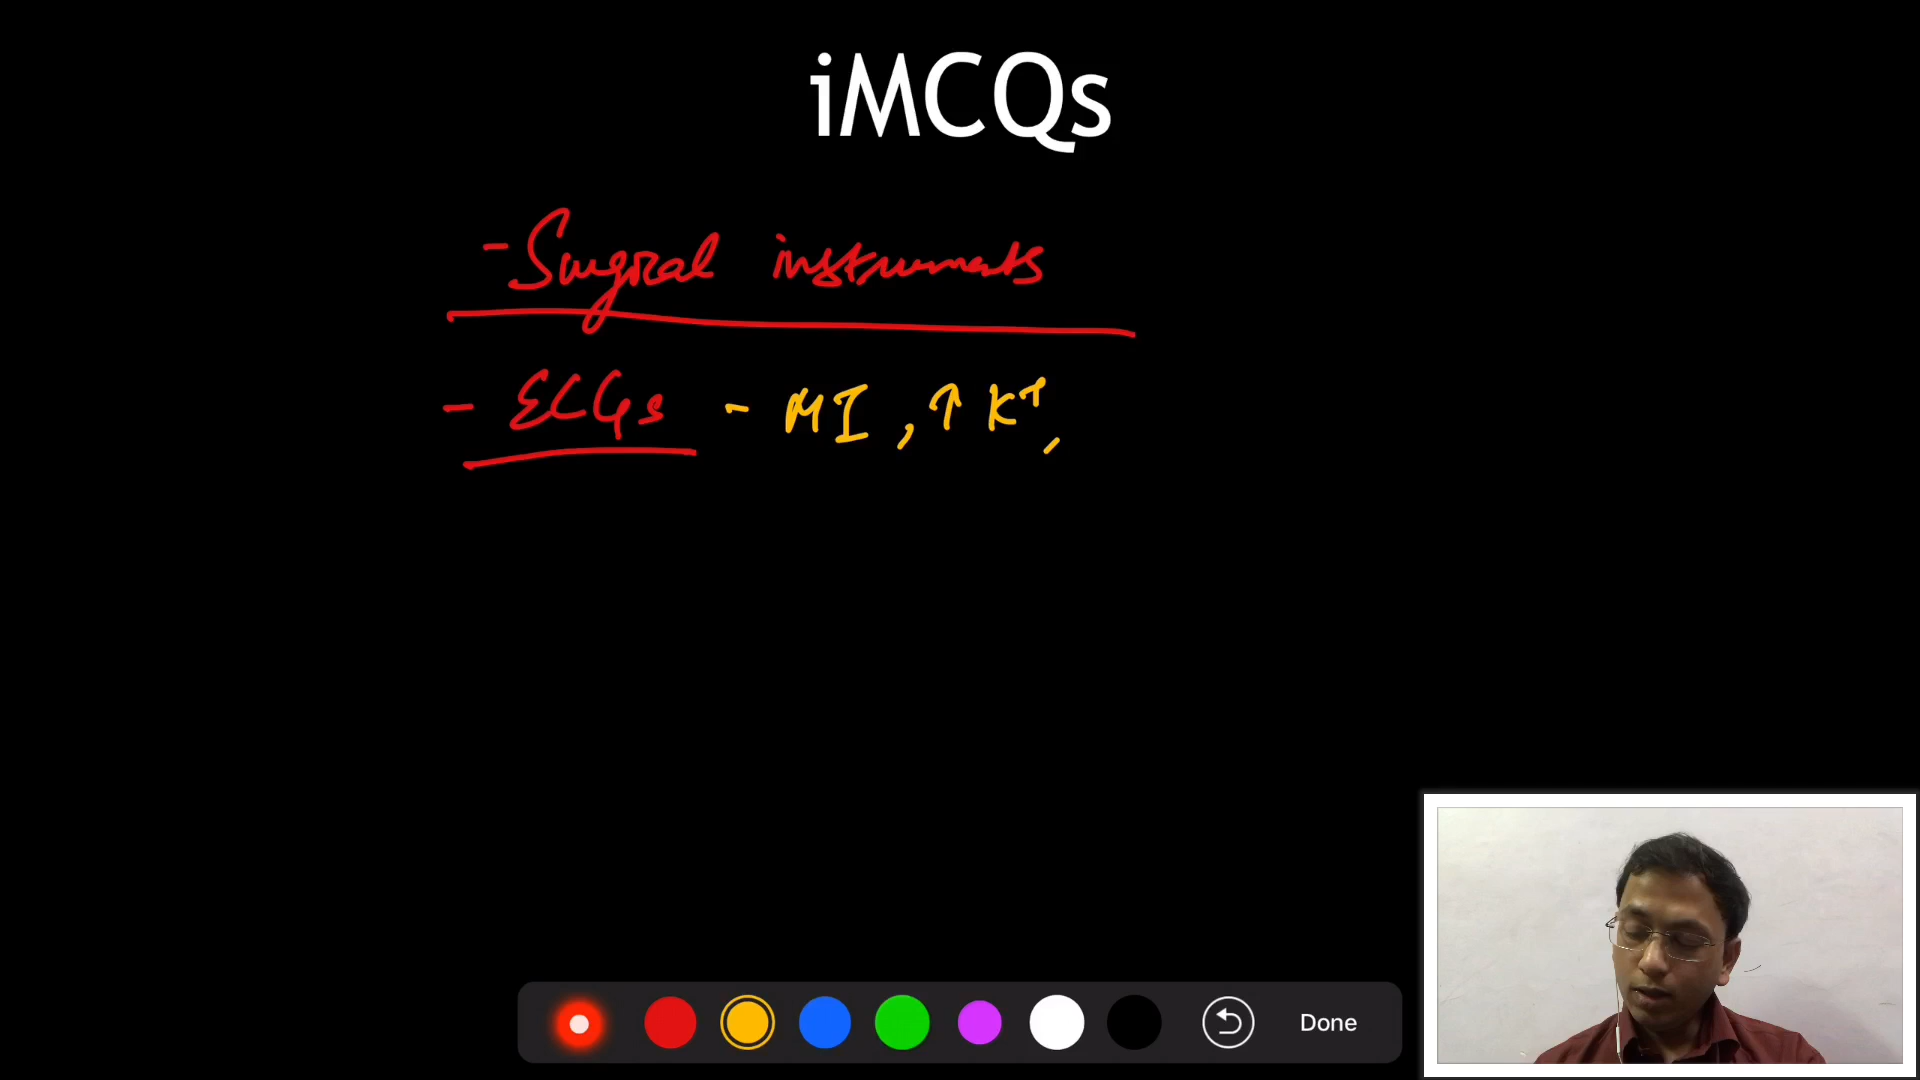 iMCQs
- Surgical instruments
- ECGs - MI, ↑ K⁺,
Done